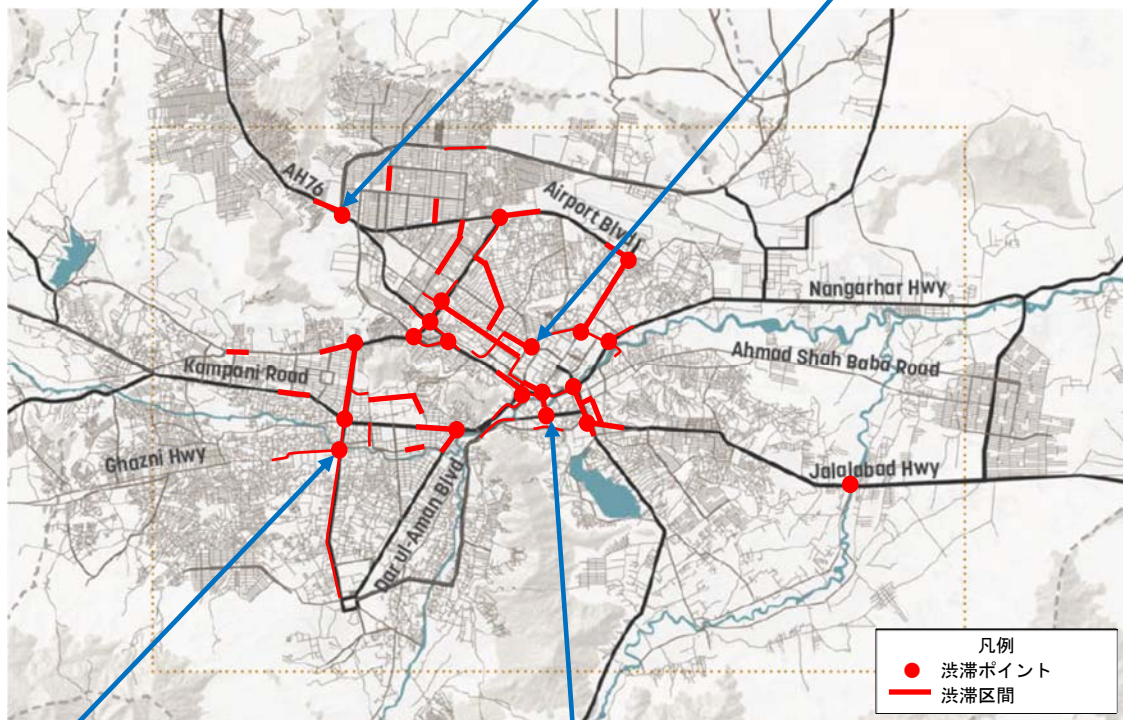 AH76
Airport Blvd
Nangarhar Hwy
Ahmad Shah Baba Road
Kampani Road
Ghazni Hwy
Jalalabad Hwy
Dar ul-Aman Blvd
凡例
渋滞ポイント
渋滞区間